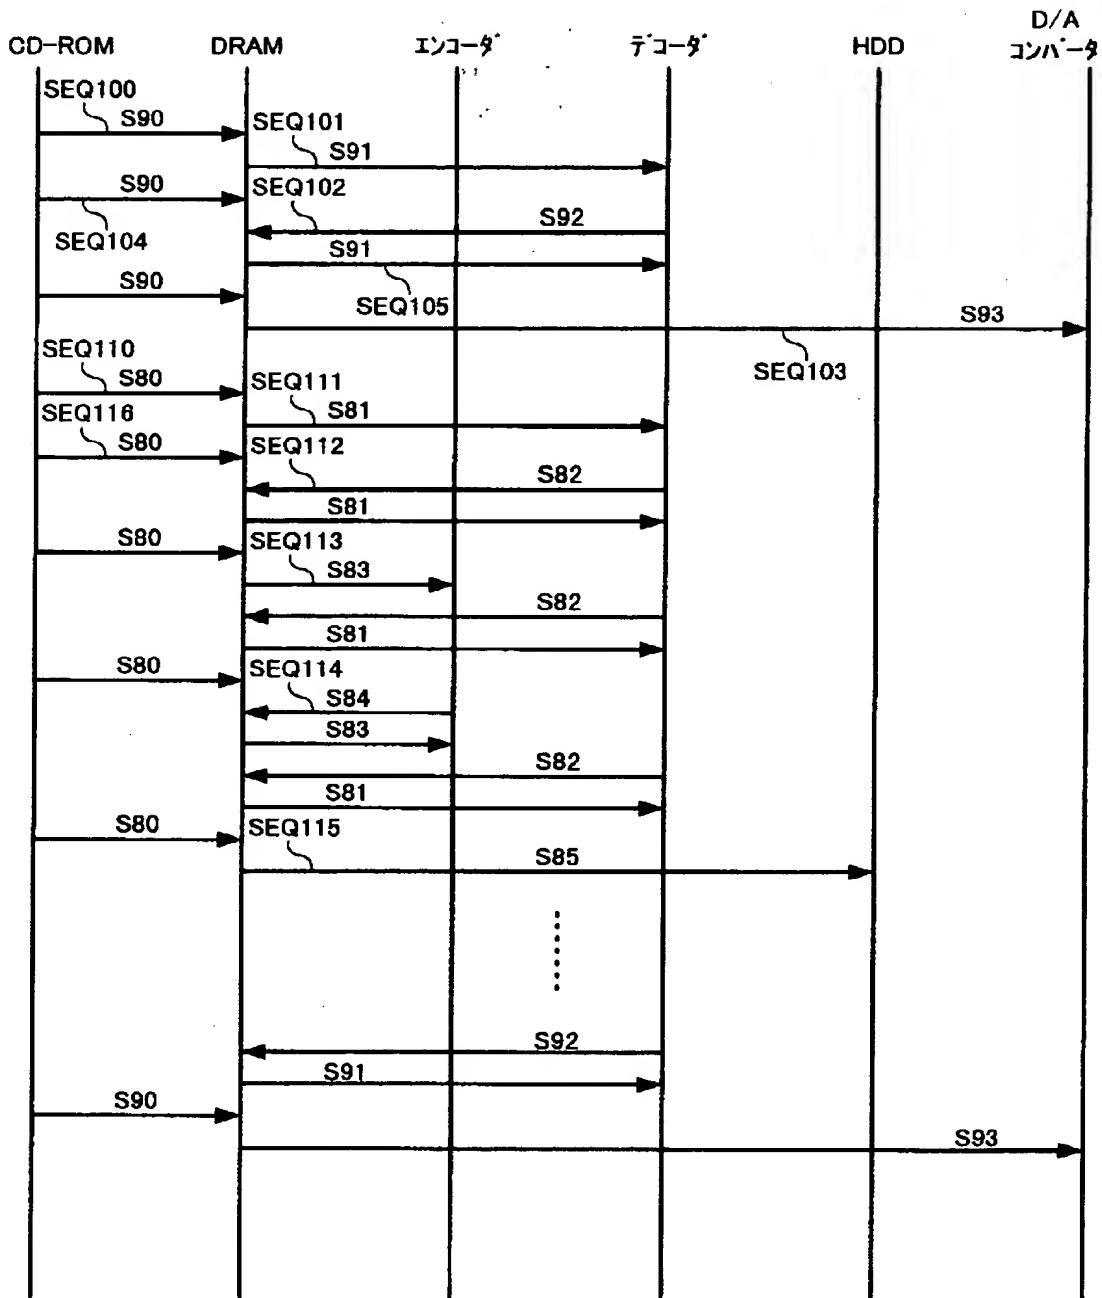 D/A
CD-ROM DRAM ｴﾝｺｰﾀﾞ ﾃﾞｺｰﾀﾞ HDD ｺﾝﾊﾞｰﾀ
SEQ100
S90
SEQ101
S91
S90
SEQ102
SEQ104
S92
S91
S90
SEQ105
S93
SEQ103
SEQ110
S80
SEQ111
S81
SEQ116
S80
SEQ112
S82
S81
S80
SEQ113
S83
S82
S81
S80
SEQ114
S84
S83
S82
S81
S80
SEQ115
S85
S92
S91
S90
S93